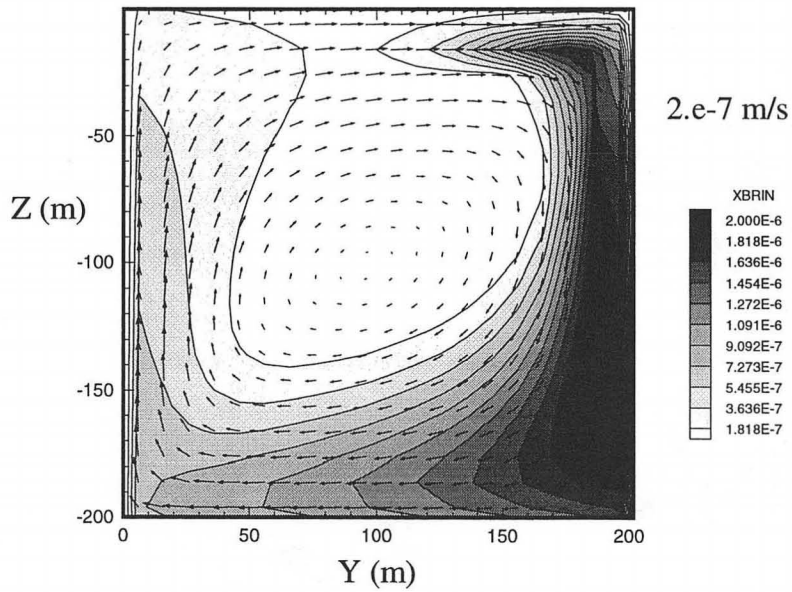 -50
2.e-7 m/s
Z (m)
-100
-150
-200
0
50
100
150
200
Y (m)
XBRIN
2.000E-6
1.818E-6
1.636E-6
1.454E-6
1.272E-6
1.091E-6
9.092E-7
7.273E-7
5.455E-7
3.636E-7
1.818E-7